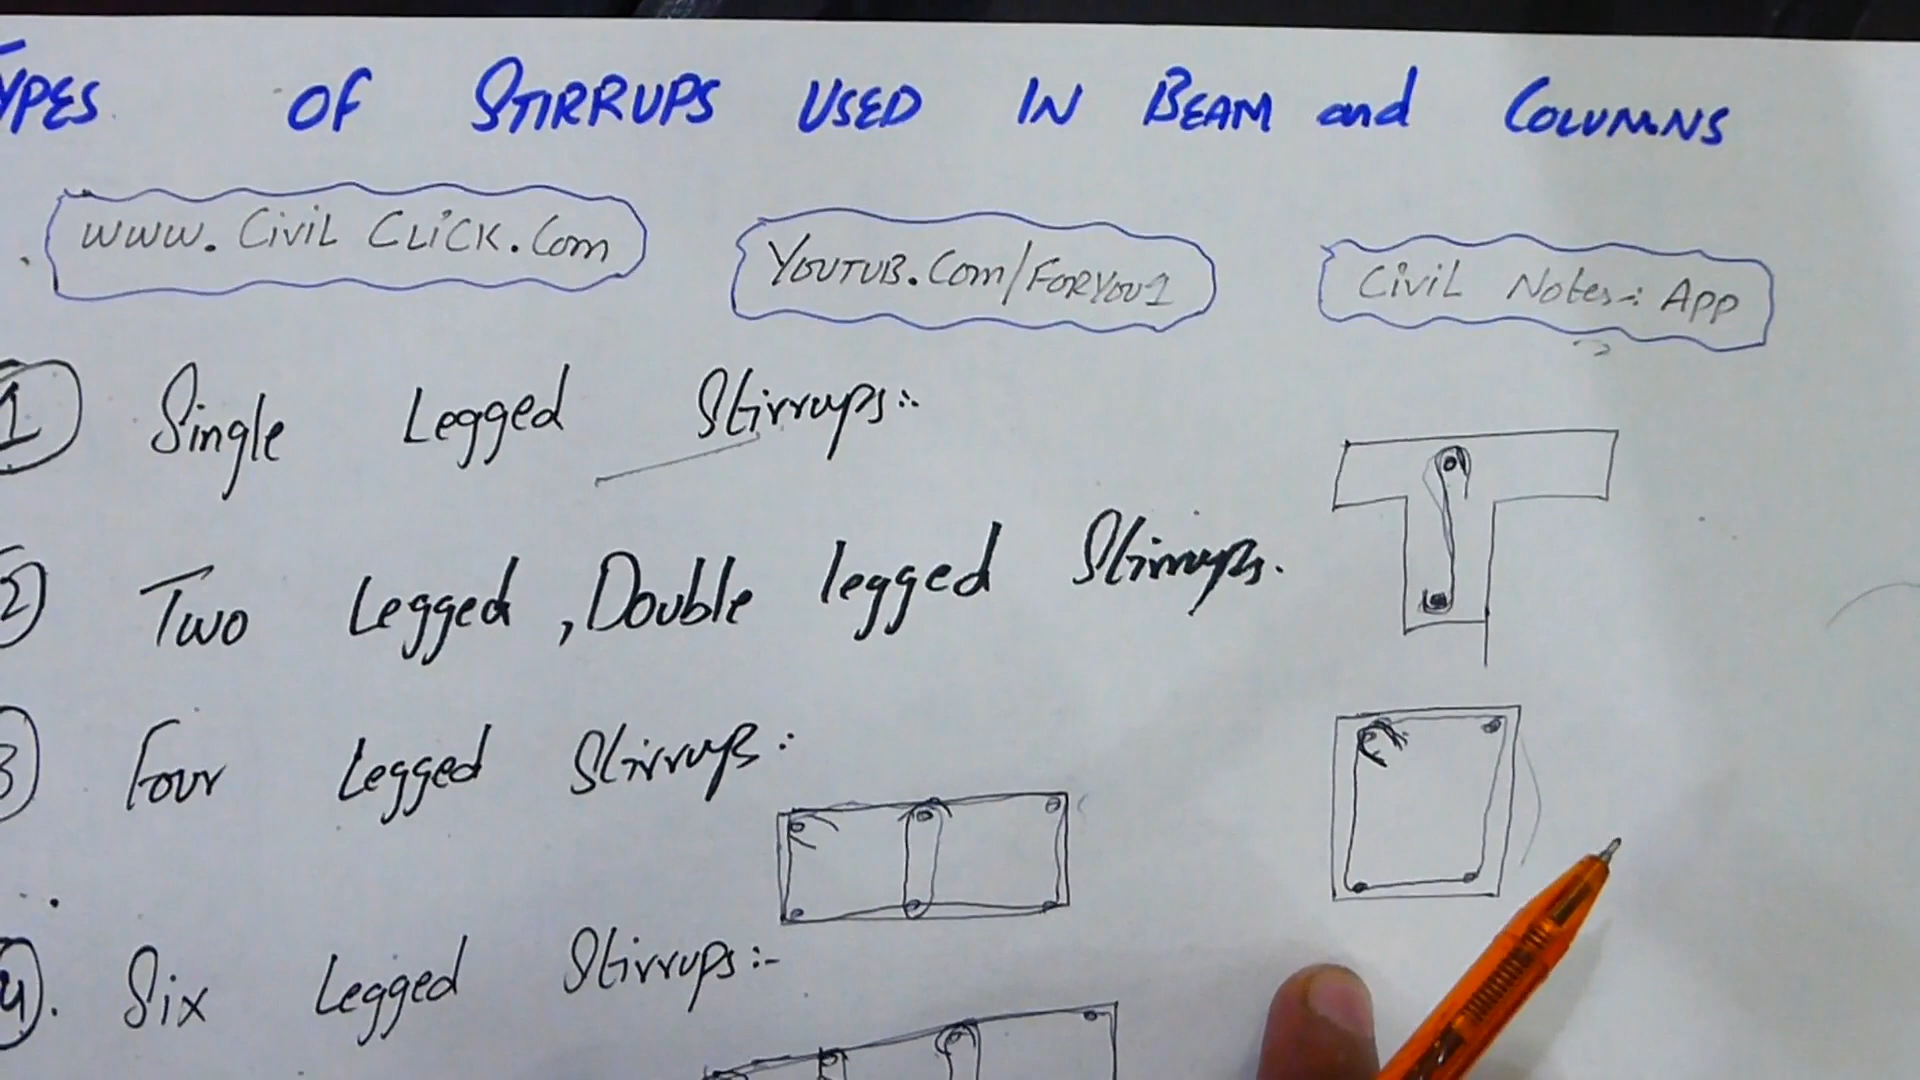 TYPES OF STIRRUPS USED IN BEAM and COLUMNS
www.CiviL CLiCK.Com
YOUTUB.Com/FORYOU1
CiviL Notes-: App
1 Single Legged Stirrups:-
2 Two Legged, Double legged Stirrups.
3 Four Legged Stirrups:-
4. Six Legged Stirrups:-